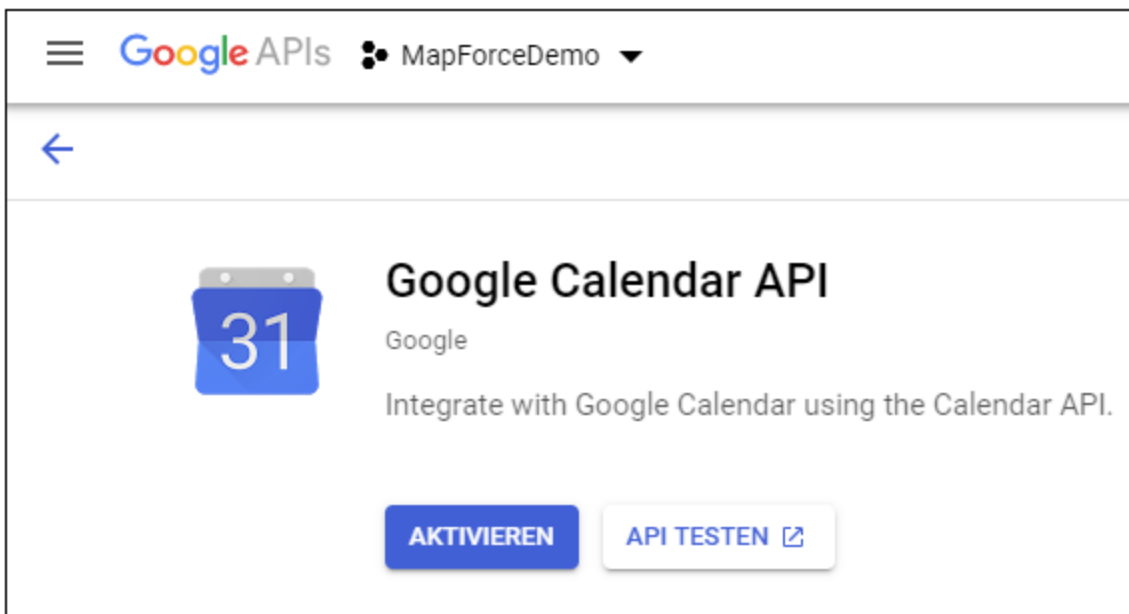 Google APIs MapForceDemo
31
Google Calendar API
Google
Integrate with Google Calendar using the Calendar API.
AKTIVIEREN API TESTEN